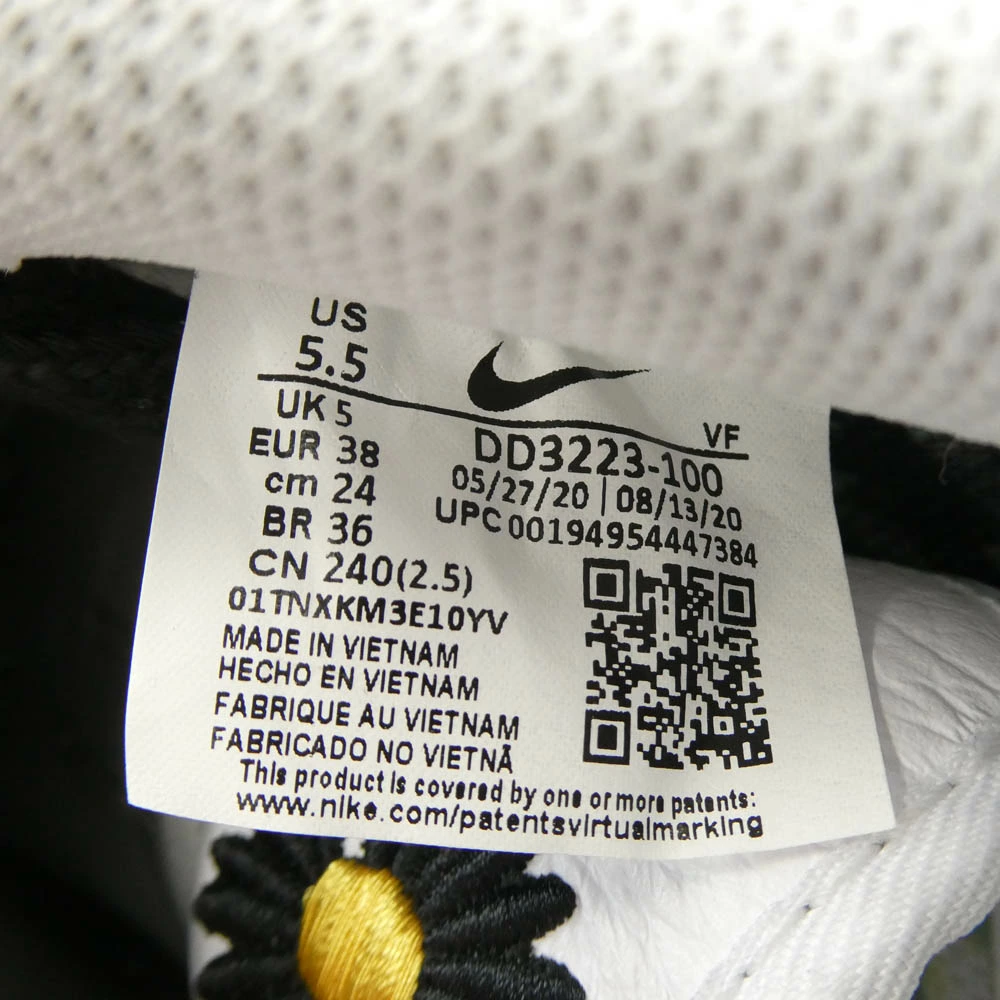 US
5.5
UK 5
EUR 38
cm 24
BR 36
CN 240(2.5)
VF
DD3223-100
05/27/20 | 08/13/20
UPC 00194954447384
01TNXKM3E10YV
MADE IN VIETNAM
HECHO EN VIETNAM
FABRIQUE AU VIETNAM
FABRICADO NO VIETNÃ
This product is covered by one or more patents:
www.nike.com/patentsvirtualmarking